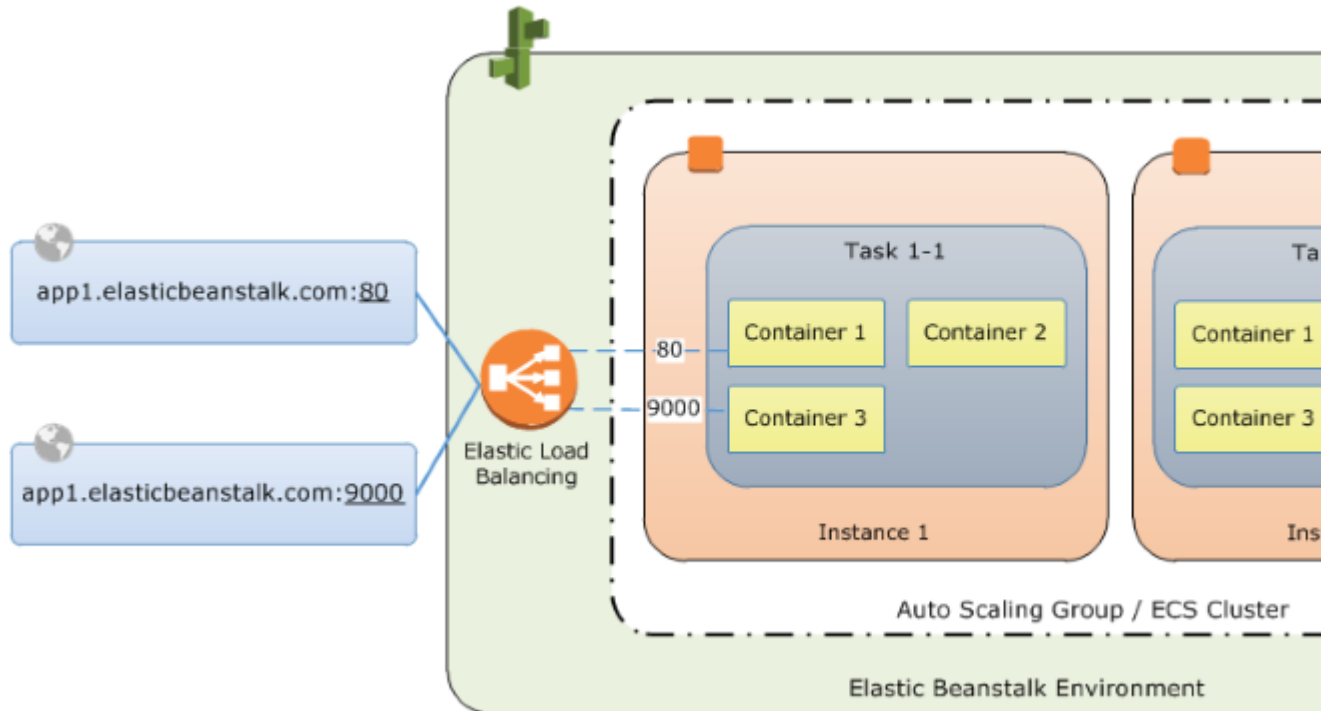 app1.elasticbeanstalk.com:80
app1.elasticbeanstalk.com:9000
Elastic Load
Balancing
80
9000
Task 1-1
Container 1
Container 2
Container 3
Instance 1
Container 1
Container 3
Auto Scaling Group / ECS Cluster
Elastic Beanstalk Environment